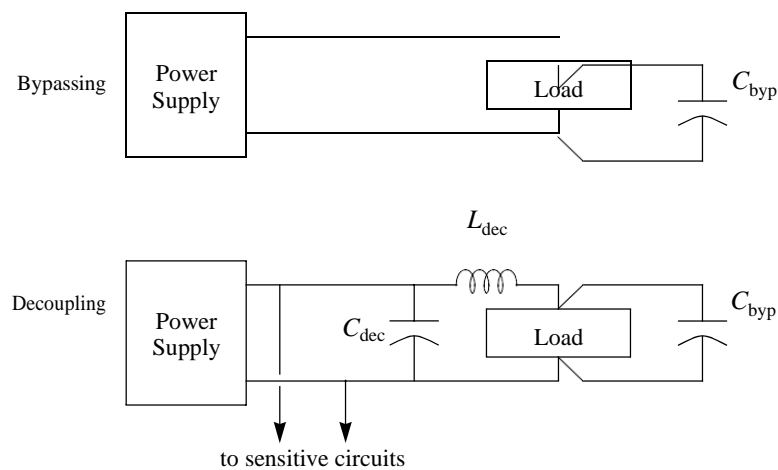 Bypassing
Power
Supply
Load
C_byp
L_dec
Decoupling
Power
Supply
C_dec
Load
C_byp
to sensitive circuits